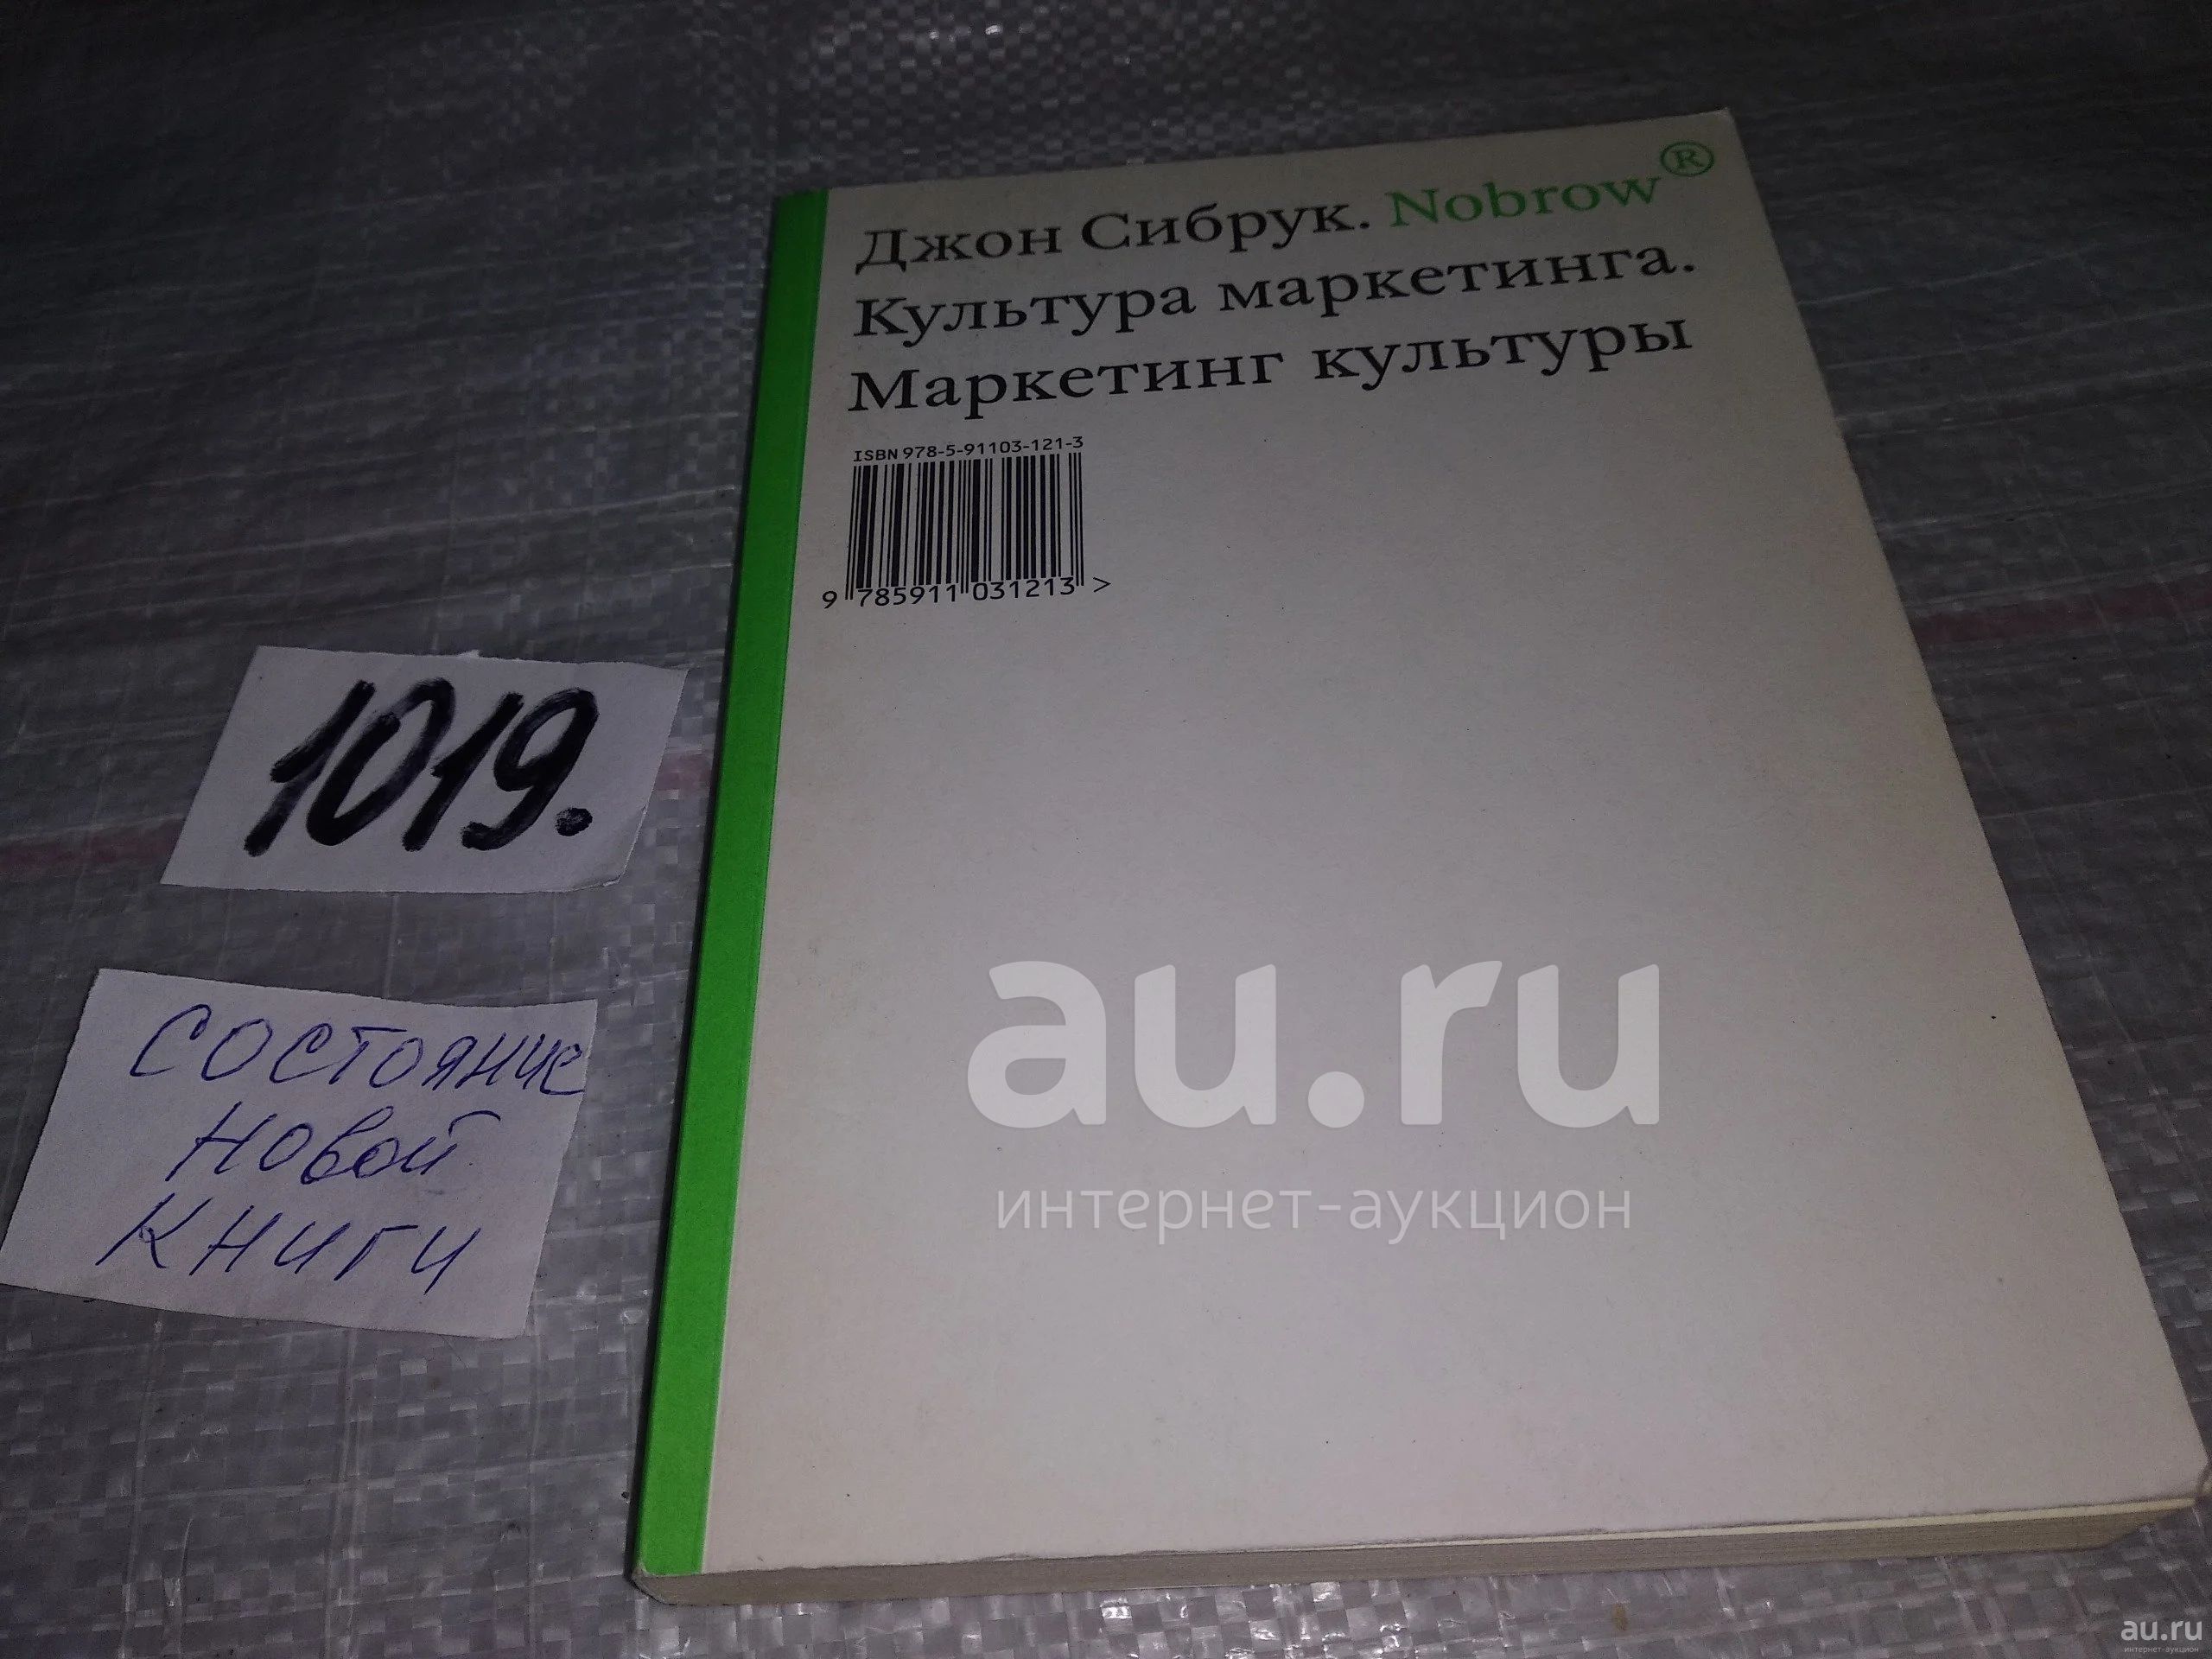 Джон Сибрук. Nobrow®
Культура маркетинга.
Маркетинг культуры
ISBN 978-5-91103-121-3
9 785911 031213 >
1019.
состояние
новой
книги
au.ru
интернет-аукцион
au.ru
интернет-аукцион